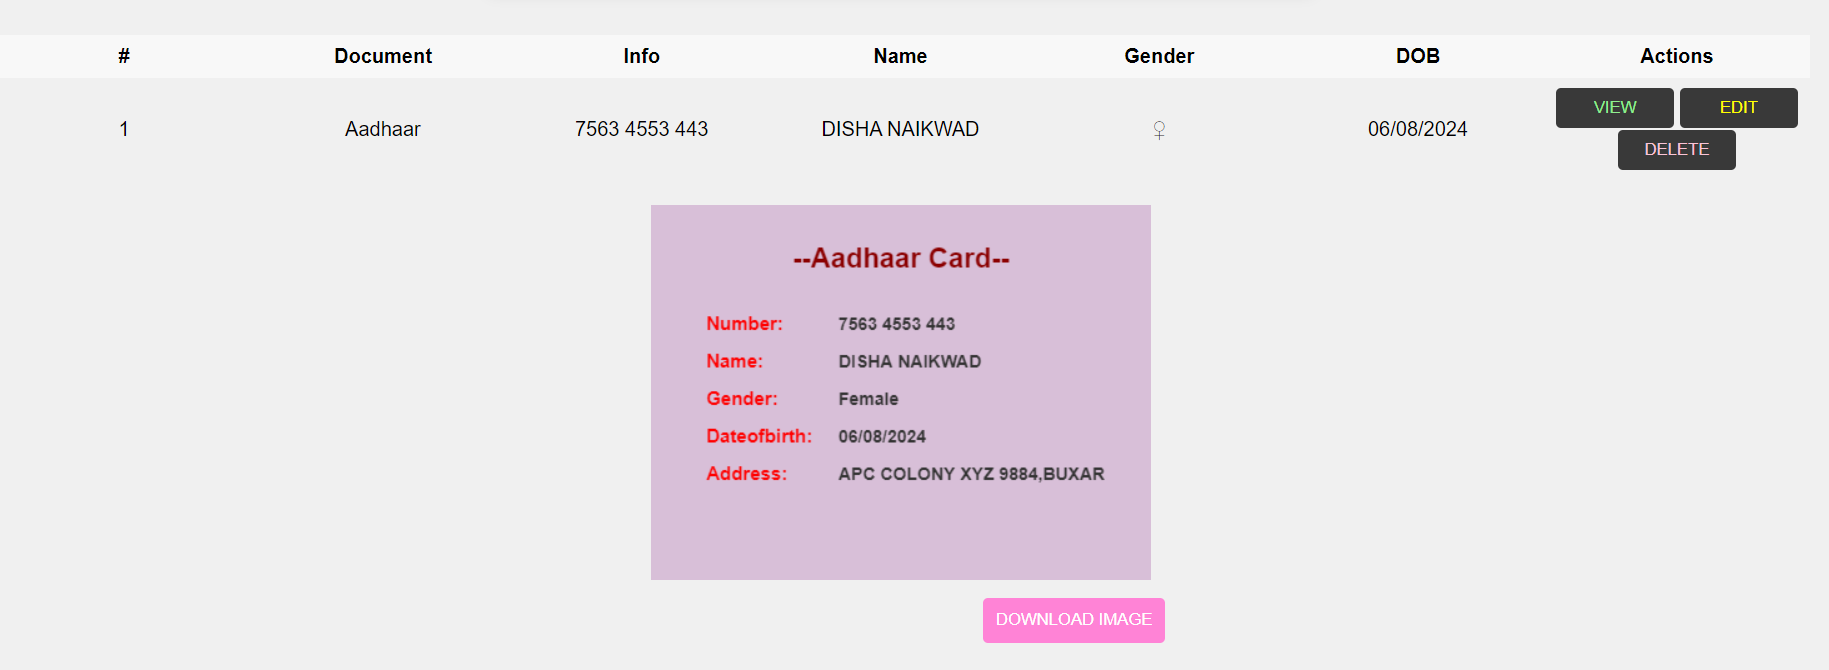 # Document Info Name Gender DOB Actions
1 Aadhaar 7563 4553 443 DISHA NAIKWAD ♀ 06/08/2024 VIEW EDIT
DELETE
--Aadhaar Card--
Number: 7563 4553 443
Name: DISHA NAIKWAD
Gender: Female
Dateofbirth: 06/08/2024
Address: APC COLONY XYZ 9884,BUXAR
DOWNLOAD IMAGE